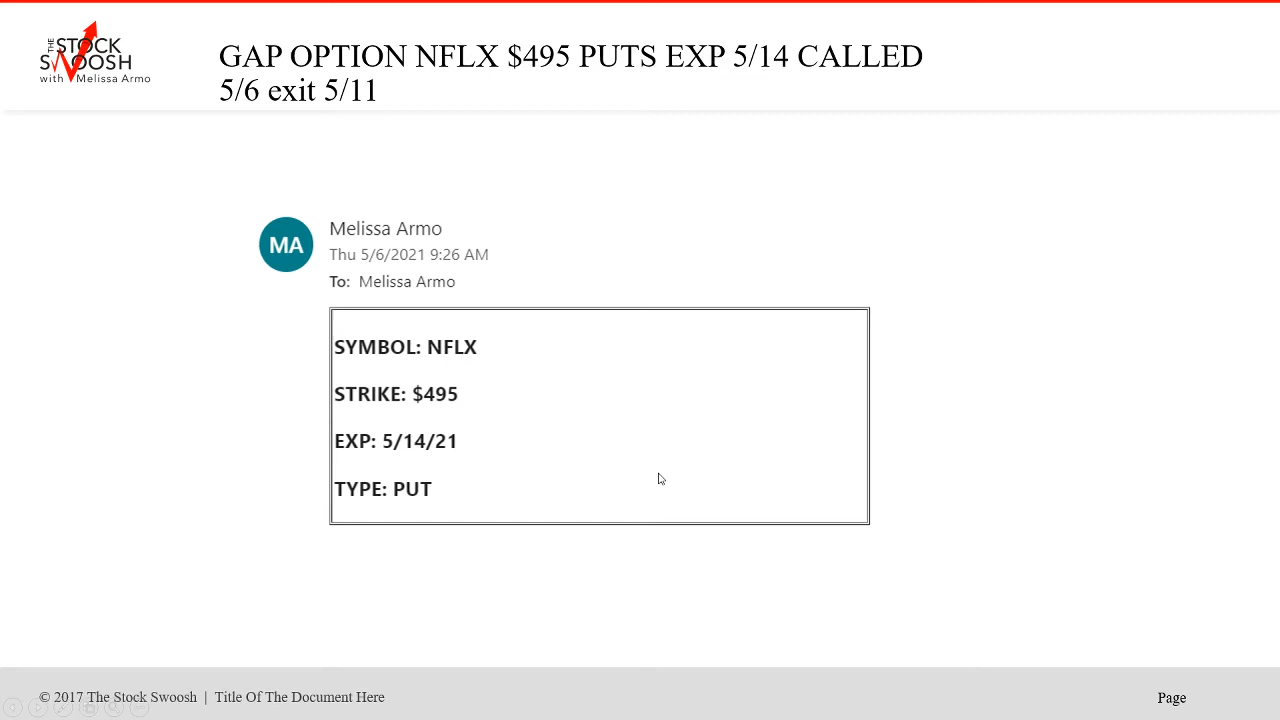 THE STOCK
SWOOSH
with Melissa Armo
GAP OPTION NFLX $495 PUTS EXP 5/14 CALLED
5/6 exit 5/11
MA
Melissa Armo
Thu 5/6/2021 9:26 AM
To: Melissa Armo
SYMBOL: NFLX
STRIKE: $495
EXP: 5/14/21
TYPE: PUT
© 2017 The Stock Swoosh | Title Of The Document Here
Page